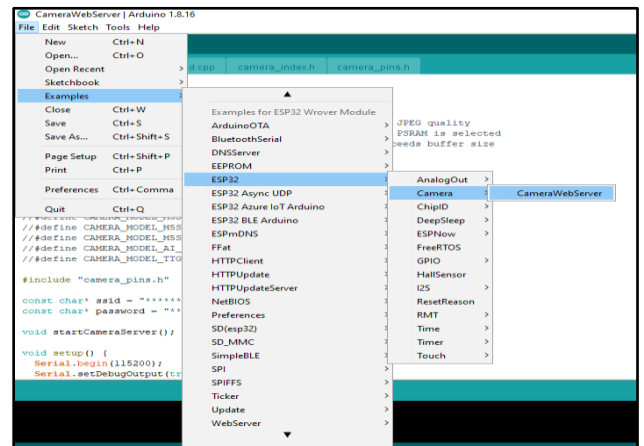 CameraWebServer | Arduino 1.8.16
File Edit Sketch Tools Help
New Ctrl+N
Open... Ctrl+O
Open Recent >
Sketchbook >
Examples >
Close Ctrl+W
Save Ctrl+S
Save As... Ctrl+Shift+S
Page Setup Ctrl+Shift+P
Print Ctrl+P
Preferences Ctrl+Comma
Quit Ctrl+Q
d.cpp camera_index.h camera_pins.h
Examples for ESP32 Wrover Module
ArduinoOTA >
BluetoothSerial >
DNSServer >
EEPROM >
ESP32 >
ESP32 Async UDP >
ESP32 Azure IoT Arduino >
ESP32 BLE Arduino >
ESPmDNS >
FFat >
HTTPClient >
HTTPUpdate >
HTTPUpdateServer >
NetBIOS >
Preferences >
SD(esp32) >
SD_MMC >
SimpleBLE >
SPI >
SPIFFS >
Ticker >
Update >
WebServer >
AnalogOut >
Camera >
ChipID >
DeepSleep >
ESPNow >
FreeRTOS
GPIO >
HallSensor
I2S >
ResetReason
RMT >
Time >
Timer >
Touch >
CameraWebServer
JPEG quality
PSRAM is selected
ceeds buffer size
//#define CAMERA_MODEL_M5S
//#define CAMERA_MODEL_AI_
//#define CAMERA_MODEL_TTG
#include "camera_pins.h"
const char* ssid = "******
const char* password = "**
void startCameraServer();
void setup() {
Serial.begin(115200);
Serial.setDebugOutput(tr